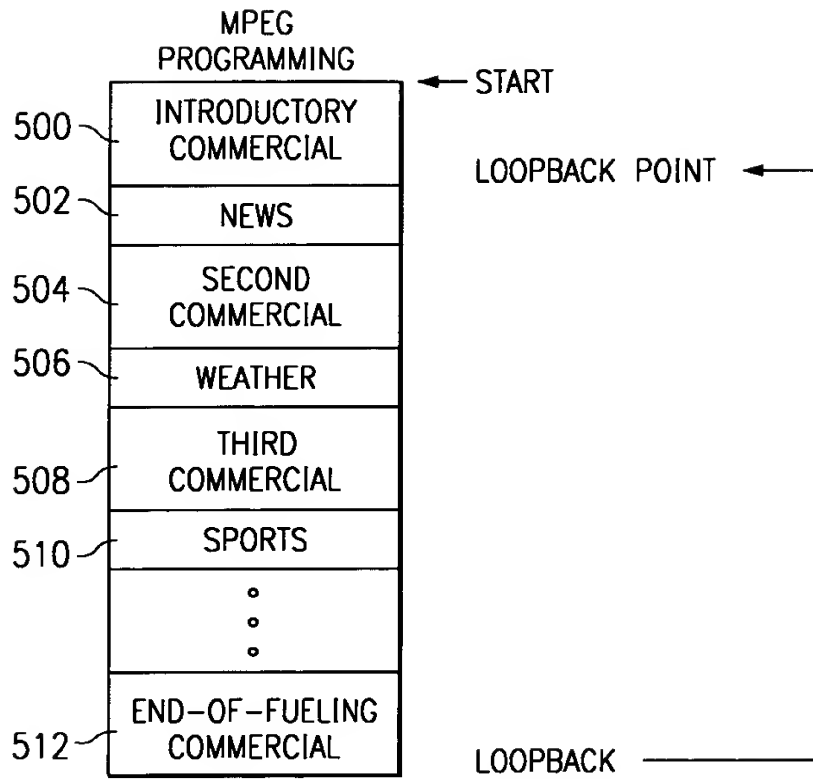 MPEG
PROGRAMMING
START
500
INTRODUCTORY
COMMERCIAL
LOOPBACK POINT
502
NEWS
504
SECOND
COMMERCIAL
506
WEATHER
508
THIRD
COMMERCIAL
510
SPORTS
512
END-OF-FUELING
COMMERCIAL
LOOPBACK